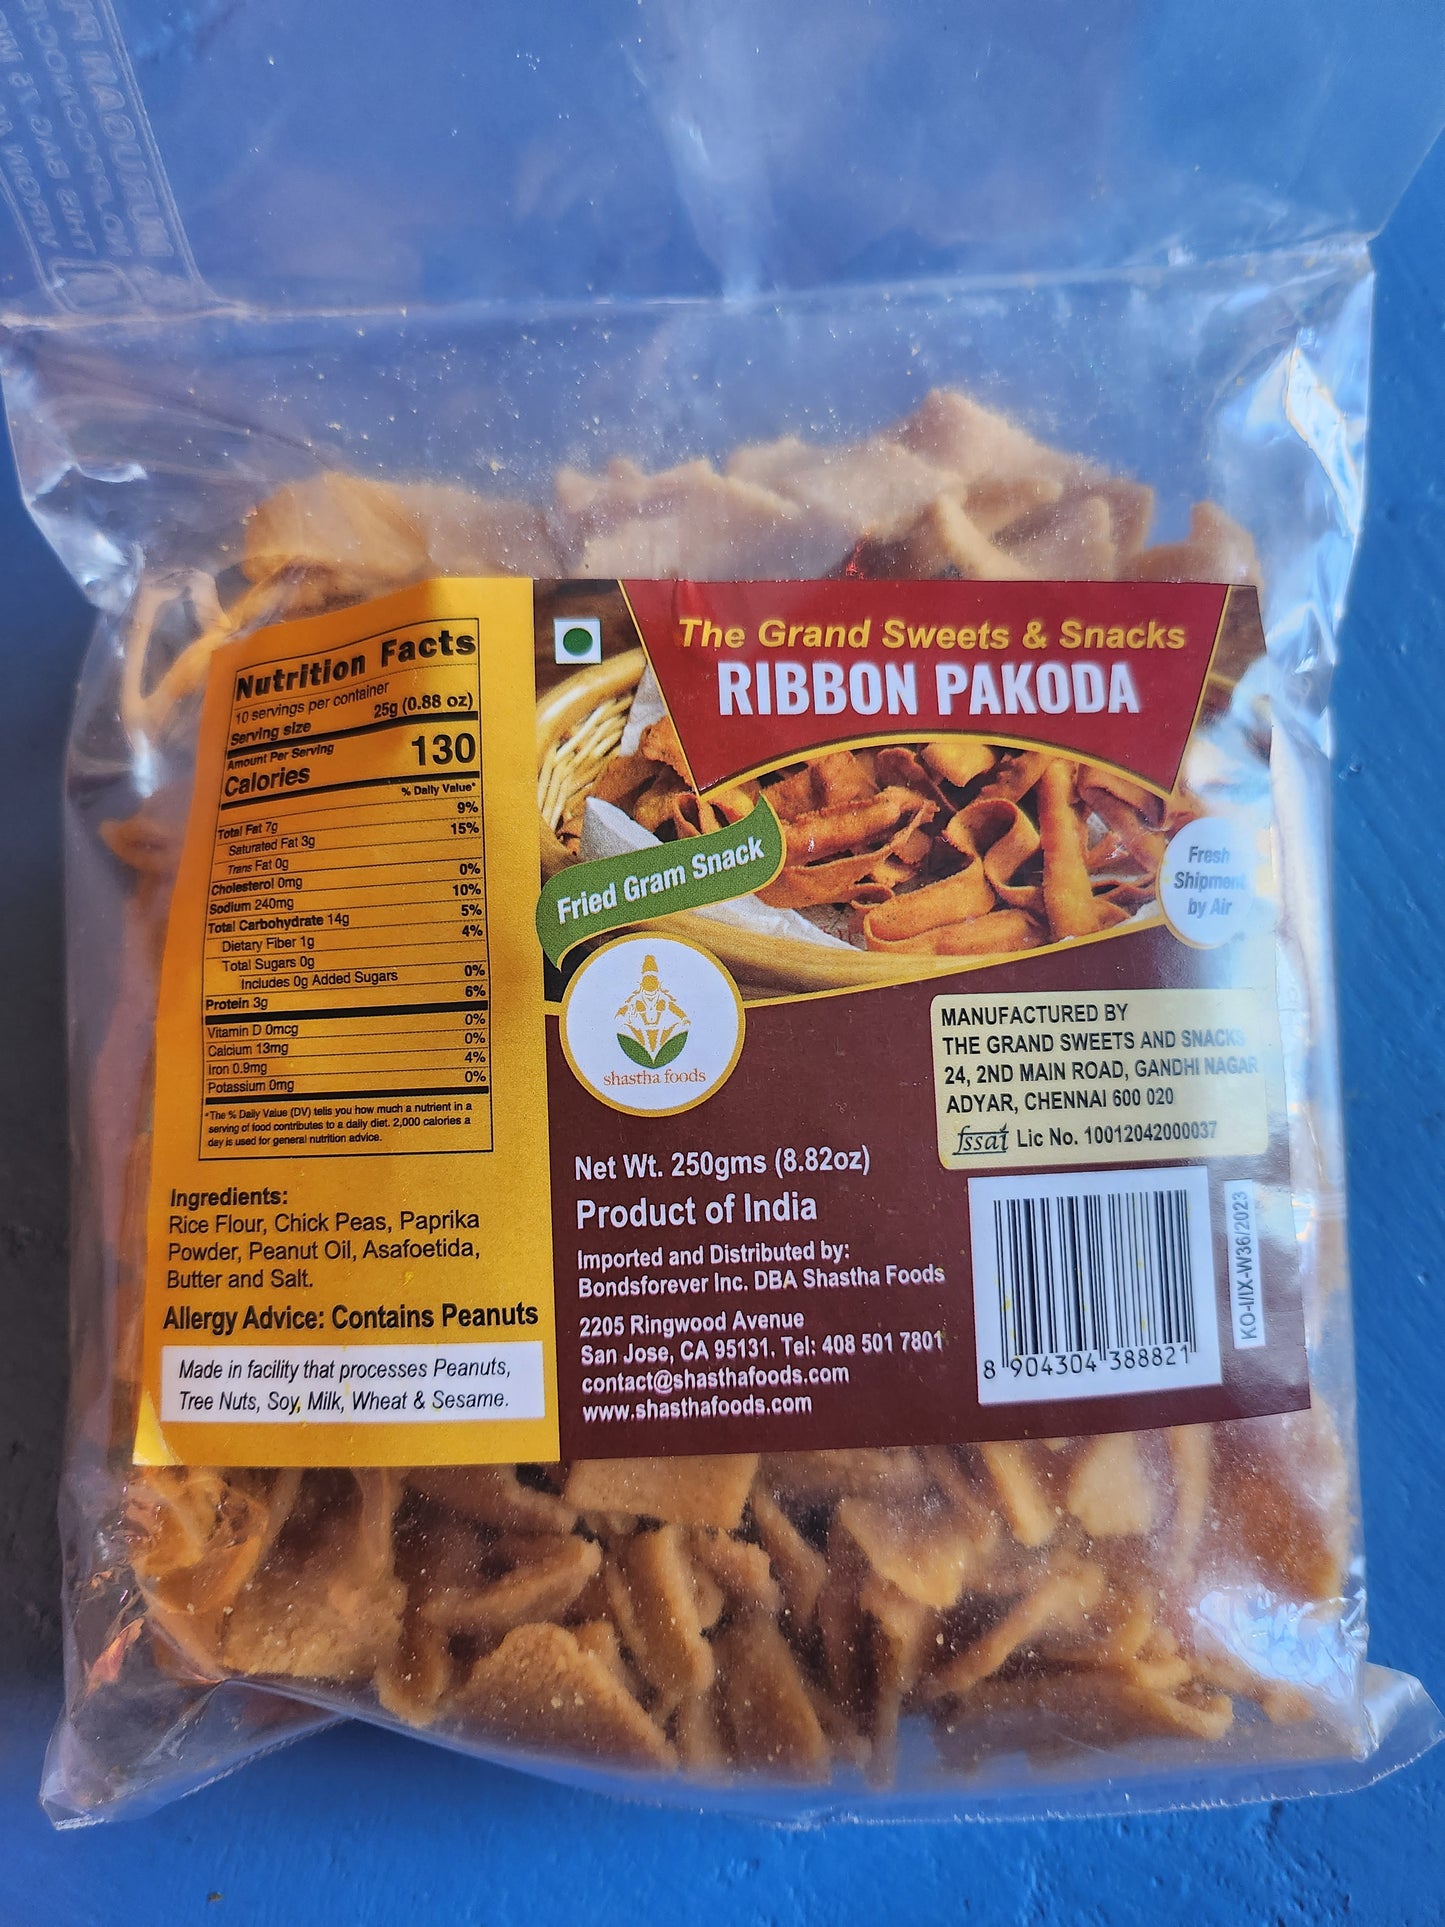 The Grand Sweets & Snacks
RIBBON PAKODA
Fried Gram Snack
Fresh
Shipment
by Air
shastha foods
Nutrition Facts
10 servings per container
Serving size 25g (0.88 oz)
Amount Per Serving
Calories 130
% Daily Value*
Total Fat 7g 9%
Saturated Fat 3g 15%
Trans Fat 0g
Cholesterol 0mg 0%
Sodium 240mg 10%
Total Carbohydrate 14g 5%
Dietary Fiber 1g 4%
Total Sugars 0g
Includes 0g Added Sugars 0%
Protein 3g 6%
Vitamin D 0mcg 0%
Calcium 13mg 0%
Iron 0.9mg 4%
Potassium 0mg 0%
*The % Daily Value (DV) tells you how much a nutrient in a
serving of food contributes to a daily diet. 2,000 calories a
day is used for general nutrition advice.
Ingredients:
Rice Flour, Chick Peas, Paprika
Powder, Peanut Oil, Asafoetida,
Butter and Salt.
Allergy Advice: Contains Peanuts
Made in facility that processes Peanuts,
Tree Nuts, Soy, Milk, Wheat & Sesame.
MANUFACTURED BY
THE GRAND SWEETS AND SNACKS
24, 2ND MAIN ROAD, GANDHI NAGAR
ADYAR, CHENNAI 600 020
fssai Lic No. 10012042000037
Net Wt. 250gms (8.82oz)
Product of India
Imported and Distributed by:
Bondsforever Inc. DBA Shastha Foods
2205 Ringwood Avenue
San Jose, CA 95131. Tel: 408 501 7801
contact@shasthafoods.com
www.shasthafoods.com
8 904304 388821
KO-I/IX-W36/2023